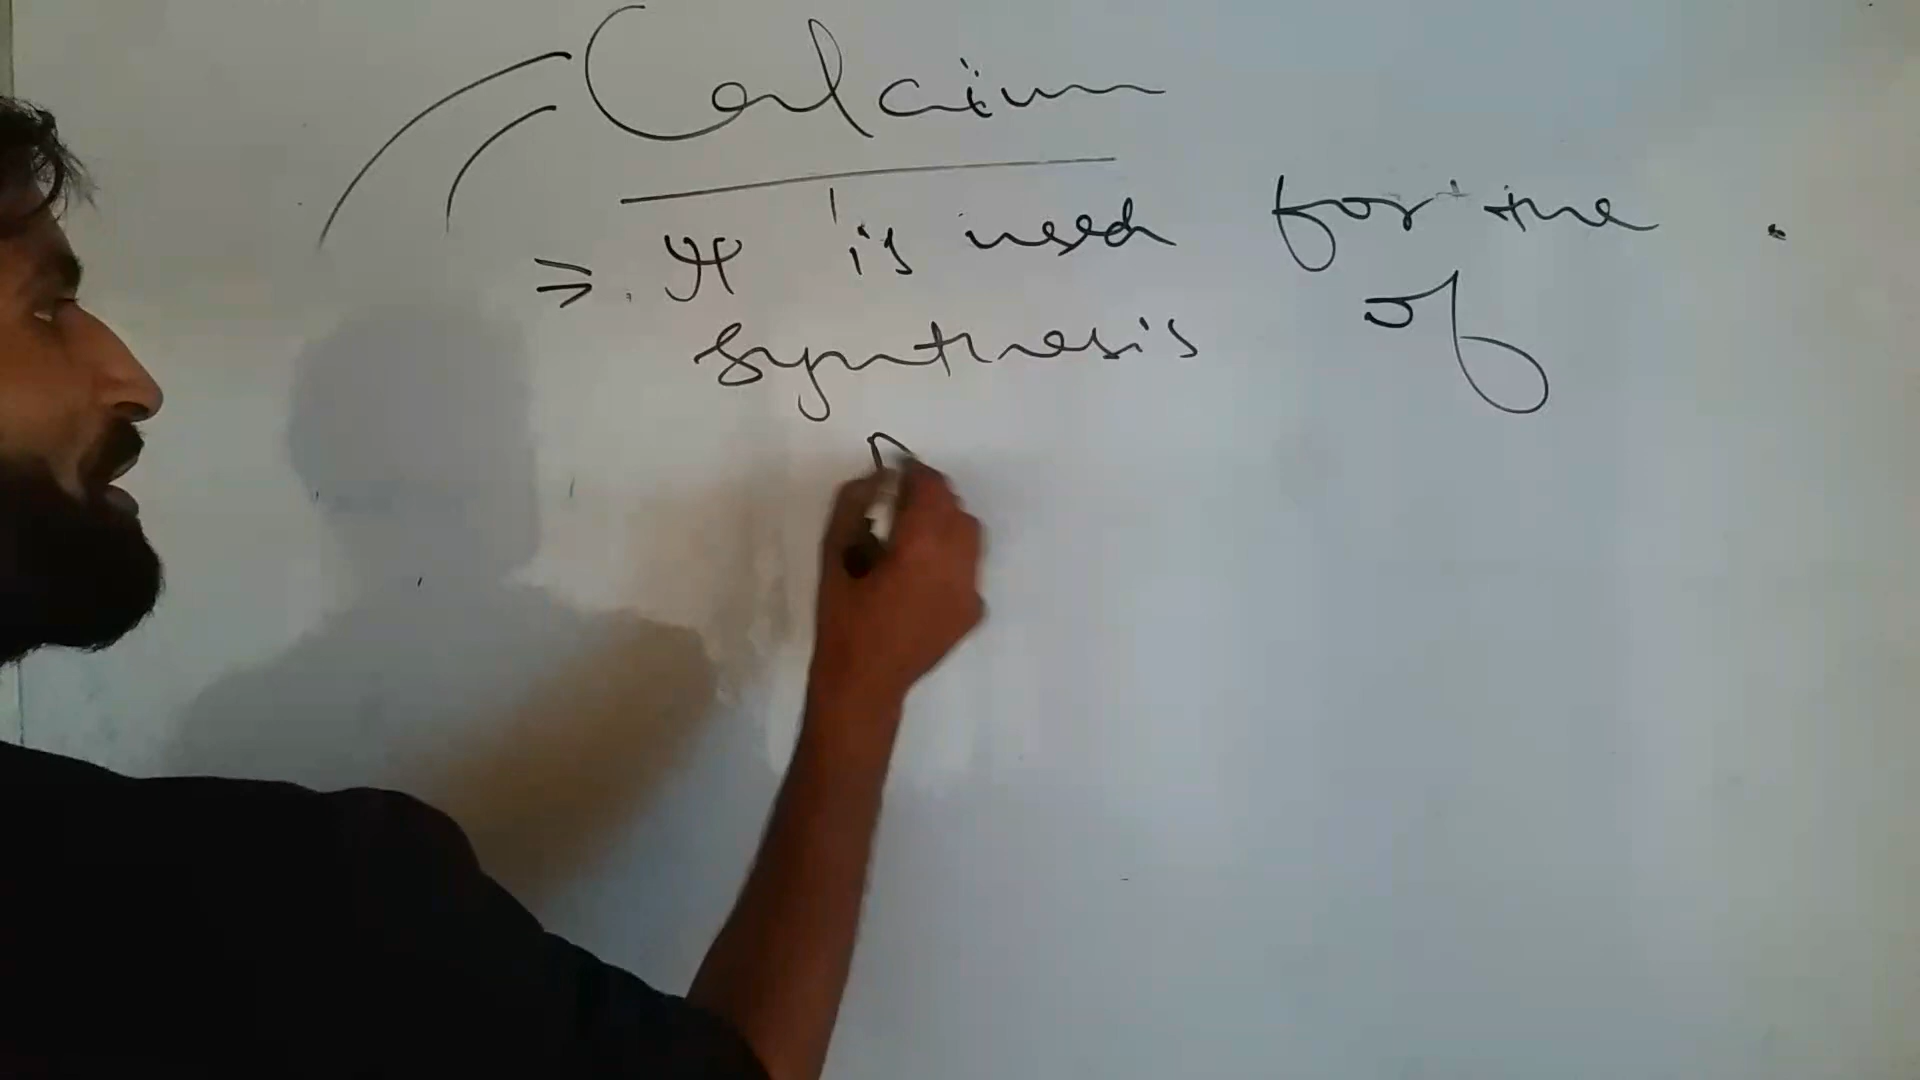 Calcium
⇒. It is used for the
synthesis of